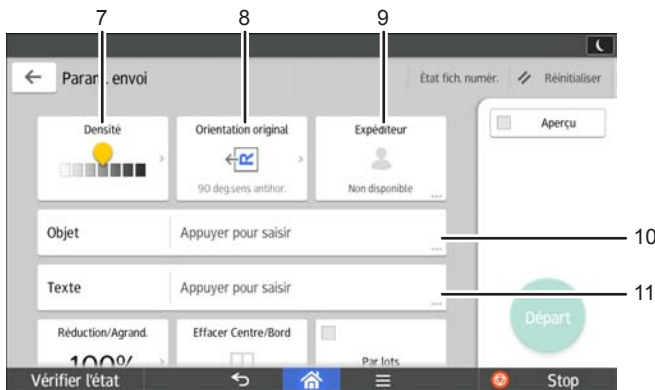 7 8 9
Param. envoi État fich. numér. Réinitialiser
Densité Orientation original Expéditeur Aperçu
R
90 deg.sens antihor. Non disponible ...
Objet Appuyer pour saisir ... 10
Texte Appuyer pour saisir ... 11
Départ
Réduction/Agrand. Effacer Centre/Bord
100% Par lots
Vérifier l'état Stop